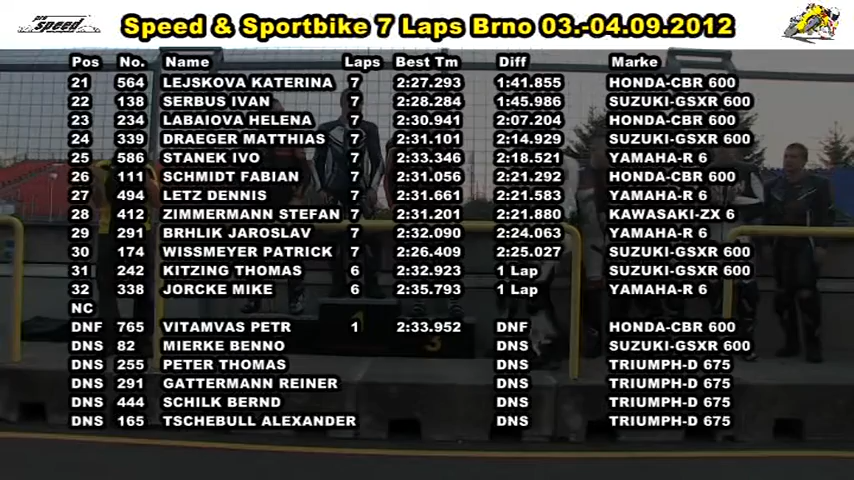 pro speed Speed & Sportbike 7 Laps Brno 03.-04.09.2012
Pos No. Name Laps Best Tm Diff Marke
21 564 LEJSKOVA KATERINA 7 2:27.293 1:41.855 HONDA-CBR 600
22 138 SERBUS IVAN 7 2:28.284 1:45.986 SUZUKI-GSXR 600
23 234 LABAIOVA HELENA 7 2:30.941 2:07.204 HONDA-CBR 600
24 339 DRAEGER MATTHIAS 7 2:31.101 2:14.929 SUZUKI-GSXR 600
25 586 STANEK IVO 7 2:33.346 2:18.521 YAMAHA-R 6
26 111 SCHMIDT FABIAN 7 2:31.056 2:21.292 HONDA-CBR 600
27 494 LETZ DENNIS 7 2:31.661 2:21.583 YAMAHA-R 6
28 412 ZIMMERMANN STEFAN 7 2:31.201 2:21.880 KAWASAKI-ZX 6
29 291 BRHLIK JAROSLAV 7 2:32.090 2:24.063 YAMAHA-R 6
30 174 WISSMEYER PATRICK 7 2:26.409 2:25.027 SUZUKI-GSXR 600
31 242 KITZING THOMAS 6 2:32.923 1 Lap SUZUKI-GSXR 600
32 338 JORCKE MIKE 6 2:35.793 1 Lap YAMAHA-R 6
NC
DNF 765 VITAMVAS PETR 1 2:33.952 DNF HONDA-CBR 600
DNS 82 MIERKE BENNO DNS SUZUKI-GSXR 600
DNS 255 PETER THOMAS DNS TRIUMPH-D 675
DNS 291 GATTERMANN REINER DNS TRIUMPH-D 675
DNS 444 SCHILK BERND DNS TRIUMPH-D 675
DNS 165 TSCHEBULL ALEXANDER DNS TRIUMPH-D 675
3